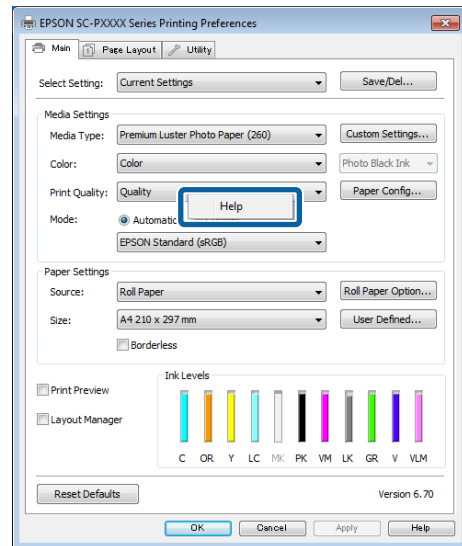 EPSON SC-PXXXX Series Printing Preferences
Main Page Layout Utility
Select Setting: Current Settings Save/Del...
Media Settings
Media Type: Premium Luster Photo Paper (260) Custom Settings...
Color: Color Photo Black Ink
Print Quality: Quality Paper Config...
Help
Mode: Automatic
EPSON Standard (sRGB)
Paper Settings
Source: Roll Paper Roll Paper Option...
Size: A4 210 x 297 mm User Defined...
Borderless
Ink Levels
Print Preview
Layout Manager
C OR Y LC MK PK VM LK GR V VLM
Reset Defaults Version 6.70
OK Cancel Apply Help